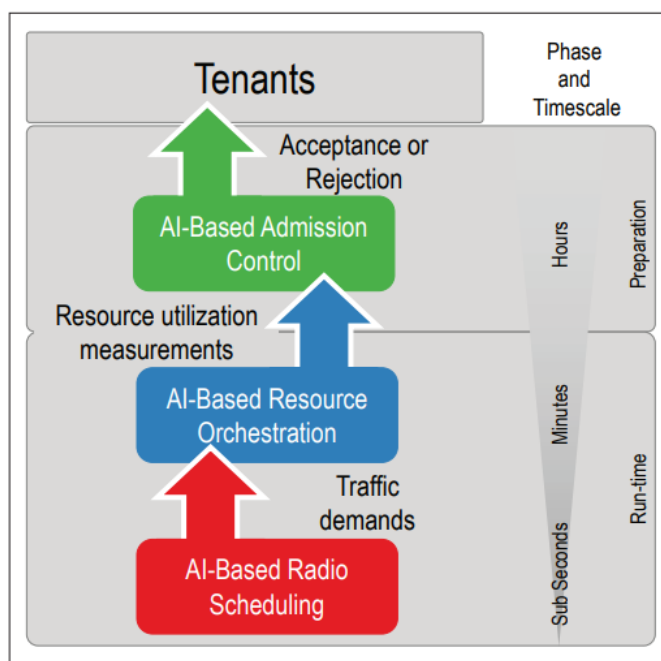 Tenants
Phase
and
Timescale
Acceptance or
Rejection
AI-Based Admission
Control
Hours
Preparation
Resource utilization
measurements
AI-Based Resource
Orchestration
Minutes
Run-time
Traffic
demands
AI-Based Radio
Scheduling
Sub Seconds